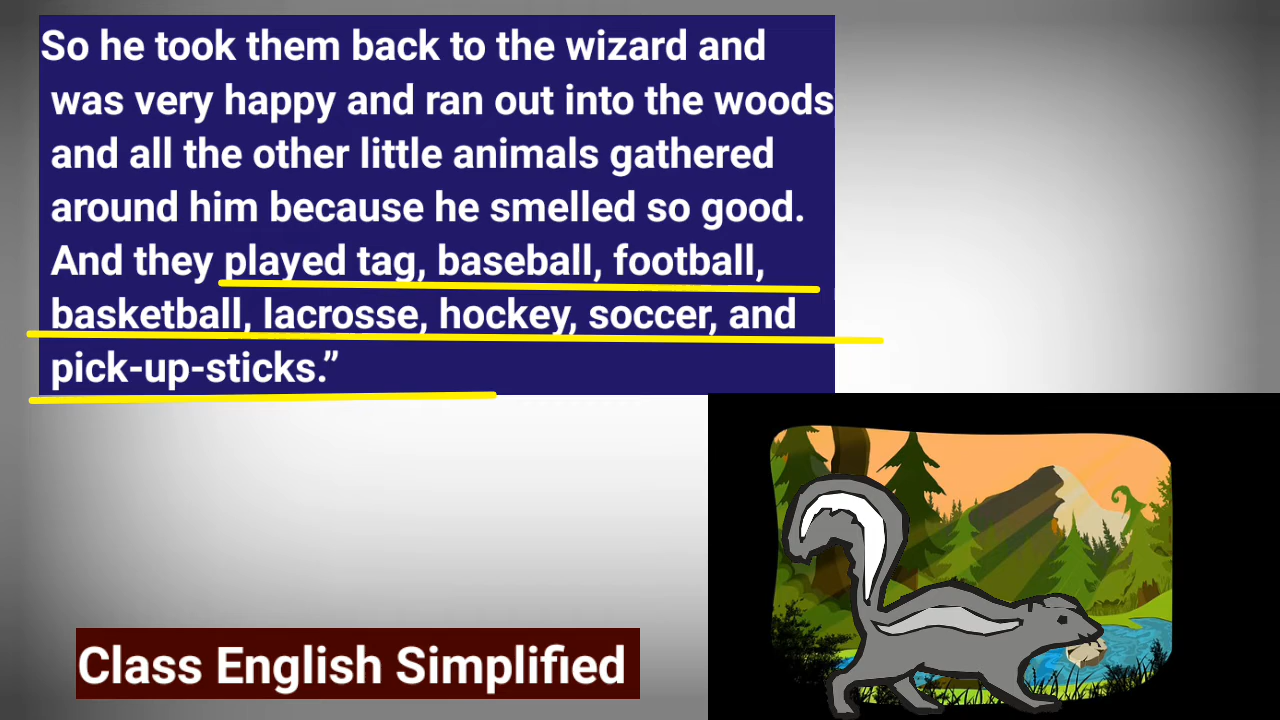 So he took them back to the wizard and
was very happy and ran out into the woods
and all the other little animals gathered
around him because he smelled so good.
And they played tag, baseball, football,
basketball, lacrosse, hockey, soccer, and
pick-up-sticks.”
Class English Simplified